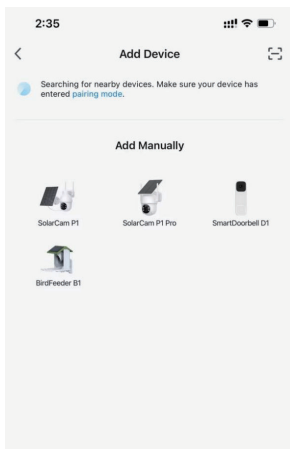 2:35
Add Device
Searching for nearby devices. Make sure your device has
entered pairing mode.
Add Manually
SolarCam P1
SolarCam P1 Pro
SmartDoorbell D1
BirdFeeder B1